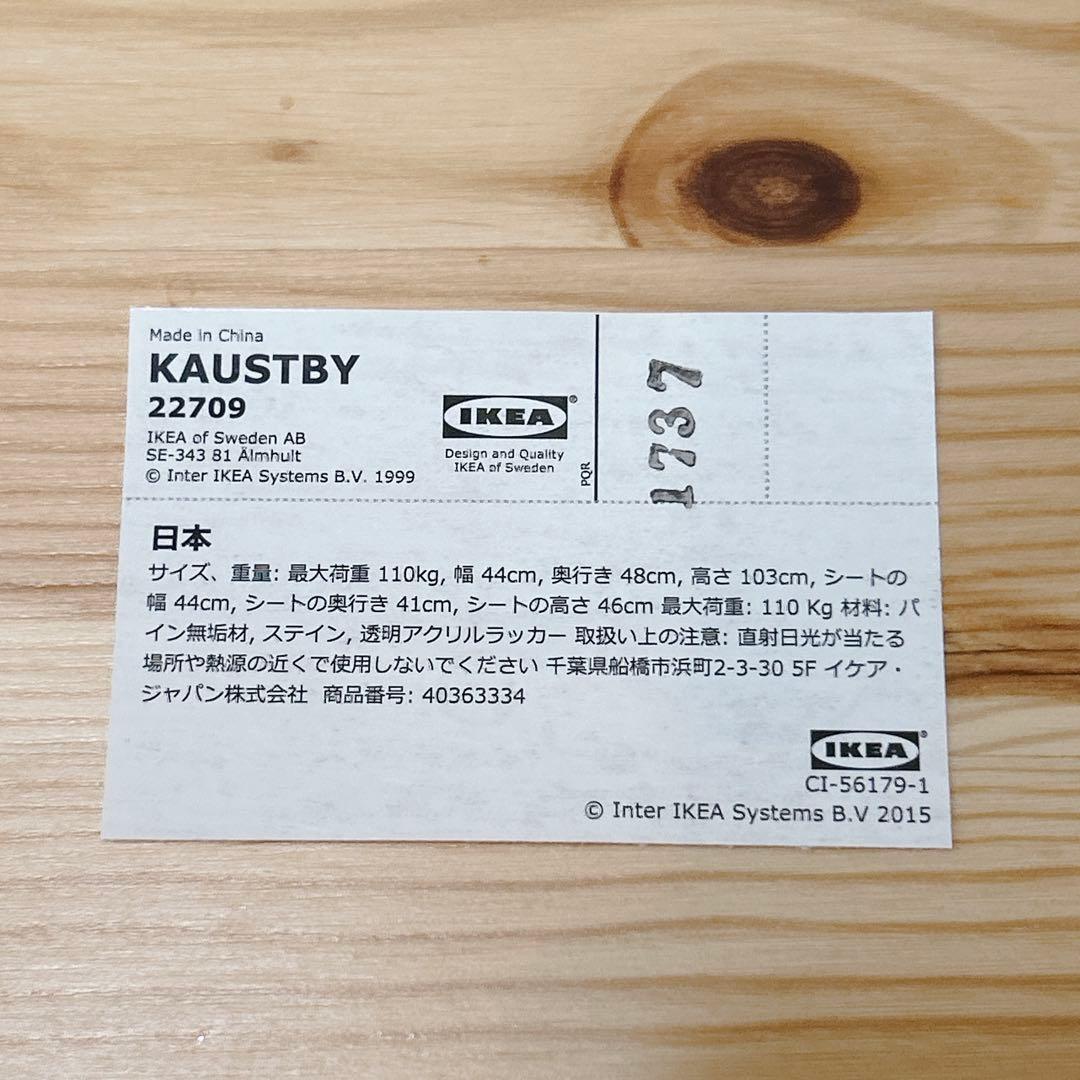 Made in China
KAUSTBY
22709
IKEA of Sweden AB
SE-343 81 Älmhult
© Inter IKEA Systems B.V. 1999
IKEA®
Design and Quality
IKEA of Sweden
PQR
1737
日本
サイズ、重量: 最大荷重 110kg, 幅 44cm, 奥行き 48cm, 高さ 103cm, シートの
幅 44cm, シートの奥行き 41cm, シートの高さ 46cm 最大荷重: 110 Kg 材料: パ
イン無垢材, ステイン, 透明アクリルラッカー 取扱い上の注意: 直射日光が当たる
場所や熱源の近くで使用しないでください 千葉県船橋市浜町2-3-30 5F イケア・
ジャパン株式会社 商品番号: 40363334
IKEA®
CI-56179-1
© Inter IKEA Systems B.V 2015